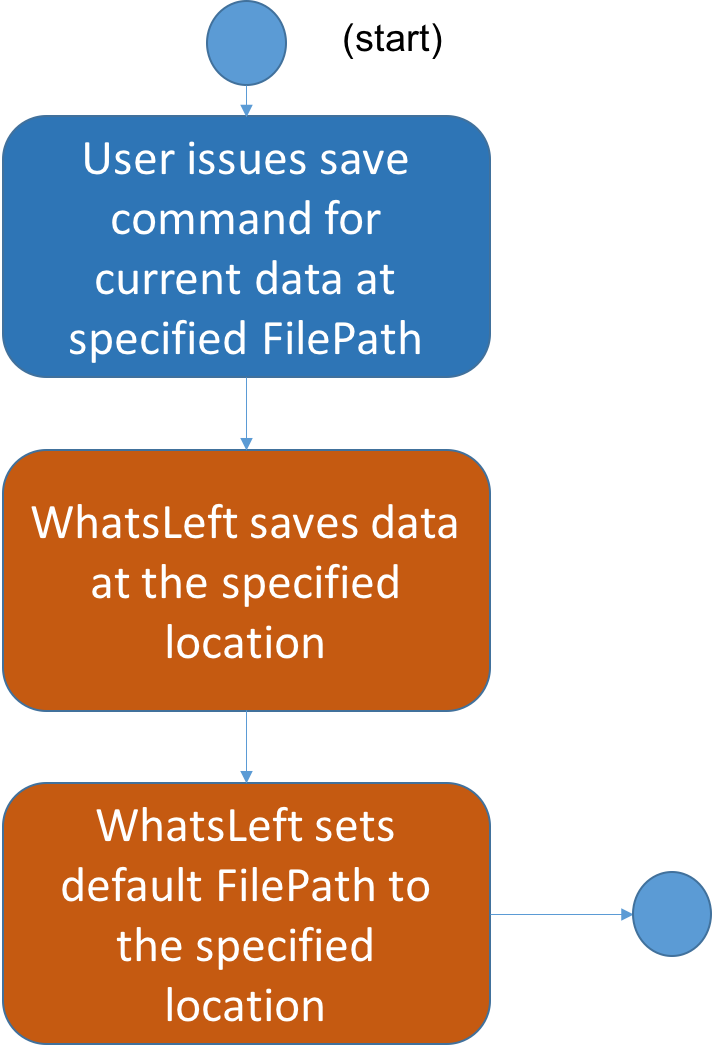 (start)
User issues save
command for
current data at
specified FilePath
WhatsLeft saves data
at the specified
location
WhatsLeft sets
default FilePath to
the specified
location